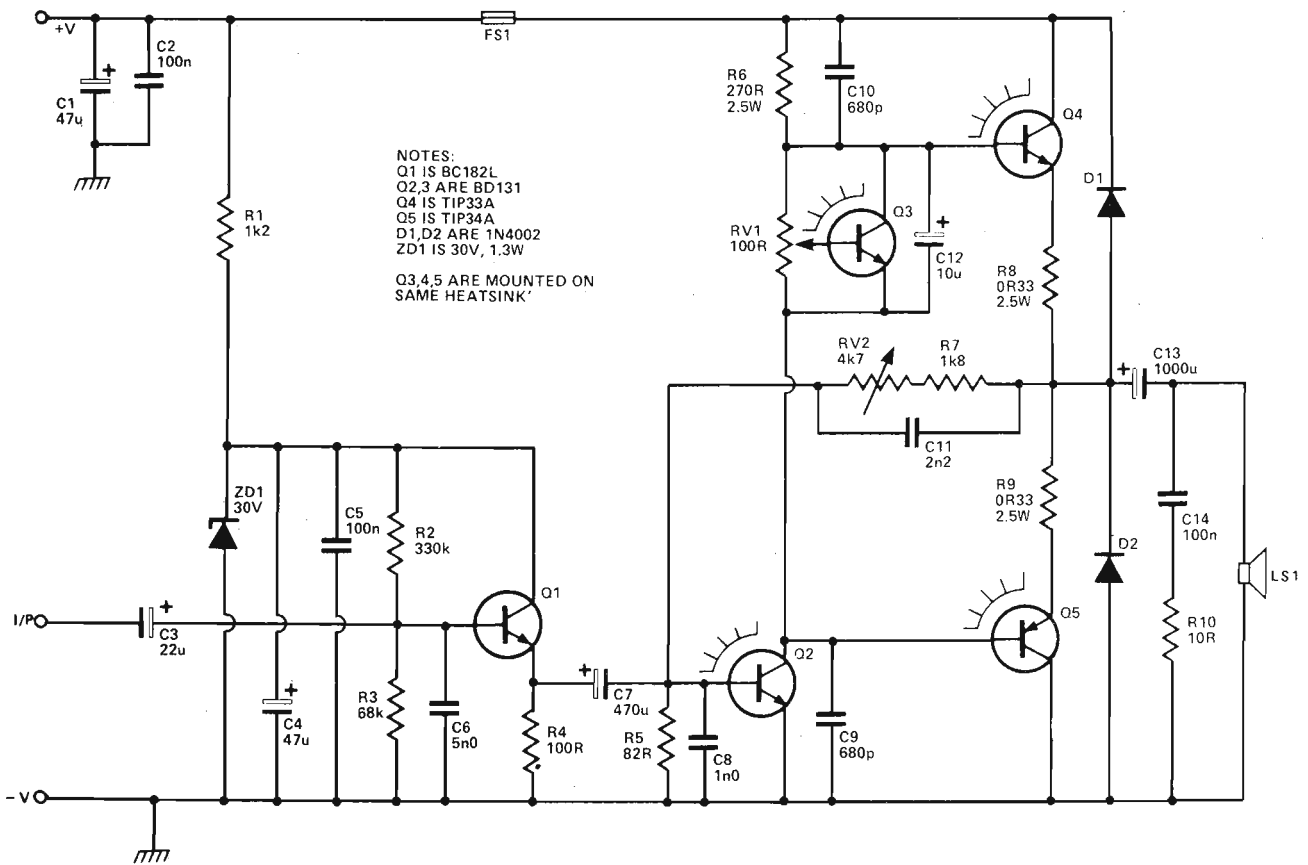 +V
C1
47u
C2
100n
FS1
R1
1k2
NOTES:
Q1 IS BC182L
Q2,3 ARE BD131
Q4 IS TIP33A
Q5 IS TIP34A
D1,D2 ARE 1N4002
ZD1 IS 30V, 1.3W
Q3,4,5 ARE MOUNTED ON
SAME HEATSINK'
R6
270R
2.5W
C10
680p
Q4
D1
RV1
100R
Q3
C12
10u
R8
0R33
2.5W
RV2
4k7
R7
1k8
C13
1000u
C11
2n2
ZD1
30V
C5
100n
R2
330k
R9
0R33
2.5W
C14
100n
D2
LS1
I/P
C3
22u
Q1
Q2
Q5
R10
10R
C4
47u
R3
68k
C6
5n0
R4
100R
C7
470u
R5
82R
C8
1n0
C9
680p
-V